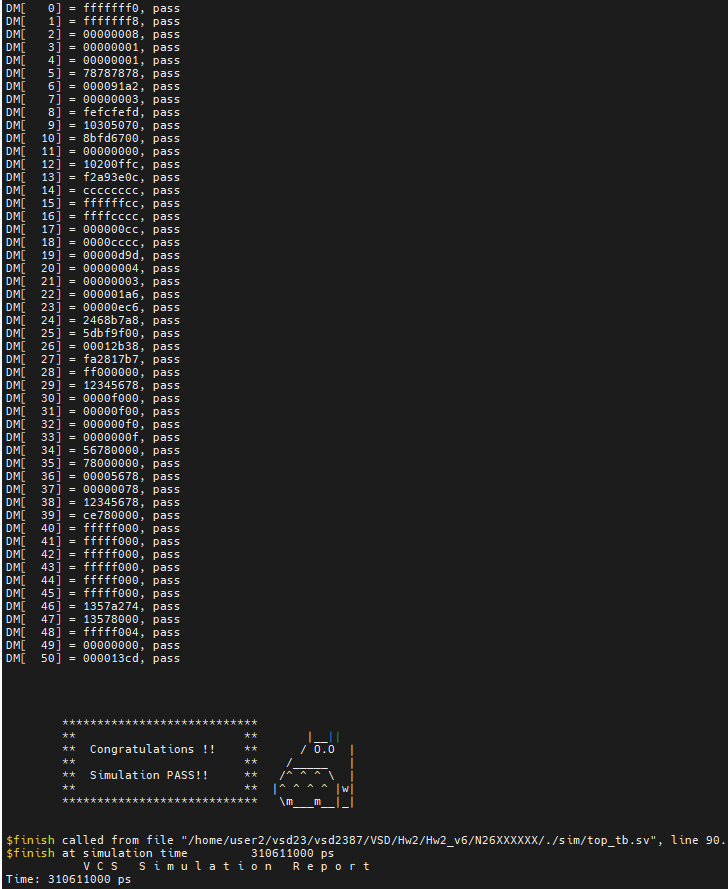 DM[   0] = fffffff0, pass
DM[   1] = fffffff8, pass
DM[   2] = 00000008, pass
DM[   3] = 00000001, pass
DM[   4] = 00000001, pass
DM[   5] = 78787878, pass
DM[   6] = 000091a2, pass
DM[   7] = 00000003, pass
DM[   8] = fefcfefd, pass
DM[   9] = 10305070, pass
DM[  10] = 8bfd6700, pass
DM[  11] = 00000000, pass
DM[  12] = 10200ffc, pass
DM[  13] = f2a93e0c, pass
DM[  14] = cccccccc, pass
DM[  15] = ffffffcc, pass
DM[  16] = ffffcccc, pass
DM[  17] = 000000cc, pass
DM[  18] = 0000cccc, pass
DM[  19] = 00000d9d, pass
DM[  20] = 00000004, pass
DM[  21] = 00000003, pass
DM[  22] = 000001a6, pass
DM[  23] = 00000ec6, pass
DM[  24] = 2468b7a8, pass
DM[  25] = 5dbf9f00, pass
DM[  26] = 00012b38, pass
DM[  27] = fa2817b7, pass
DM[  28] = ff000000, pass
DM[  29] = 12345678, pass
DM[  30] = 0000f000, pass
DM[  31] = 00000f00, pass
DM[  32] = 000000f0, pass
DM[  33] = 0000000f, pass
DM[  34] = 56780000, pass
DM[  35] = 78000000, pass
DM[  36] = 00005678, pass
DM[  37] = 00000078, pass
DM[  38] = 12345678, pass
DM[  39] = ce780000, pass
DM[  40] = fffff000, pass
DM[  41] = fffff000, pass
DM[  42] = fffff000, pass
DM[  43] = fffff000, pass
DM[  44] = fffff000, pass
DM[  45] = fffff000, pass
DM[  46] = 1357a274, pass
DM[  47] = 13578000, pass
DM[  48] = fffff004, pass
DM[  49] = 00000000, pass
DM[  50] = 000013cd, pass
        ****************************
        **                        **       |__||
        **  Congratulations !!    **      / O.O  |
        **                        **    /_____   |
        **  Simulation PASS!!     **   /^ ^ ^ \  |
        **                        **  |^ ^ ^ ^ |w|
        ****************************   \m___m__|_|
$finish called from file "/home/user2/vsd23/vsd2387/VSD/Hw2/Hw2_v6/N26XXXXXX/./sim/top_tb.sv", line 90.
$finish at simulation time         310611000 ps
           V C S   S i m u l a t i o n   R e p o r t
Time: 310611000 ps